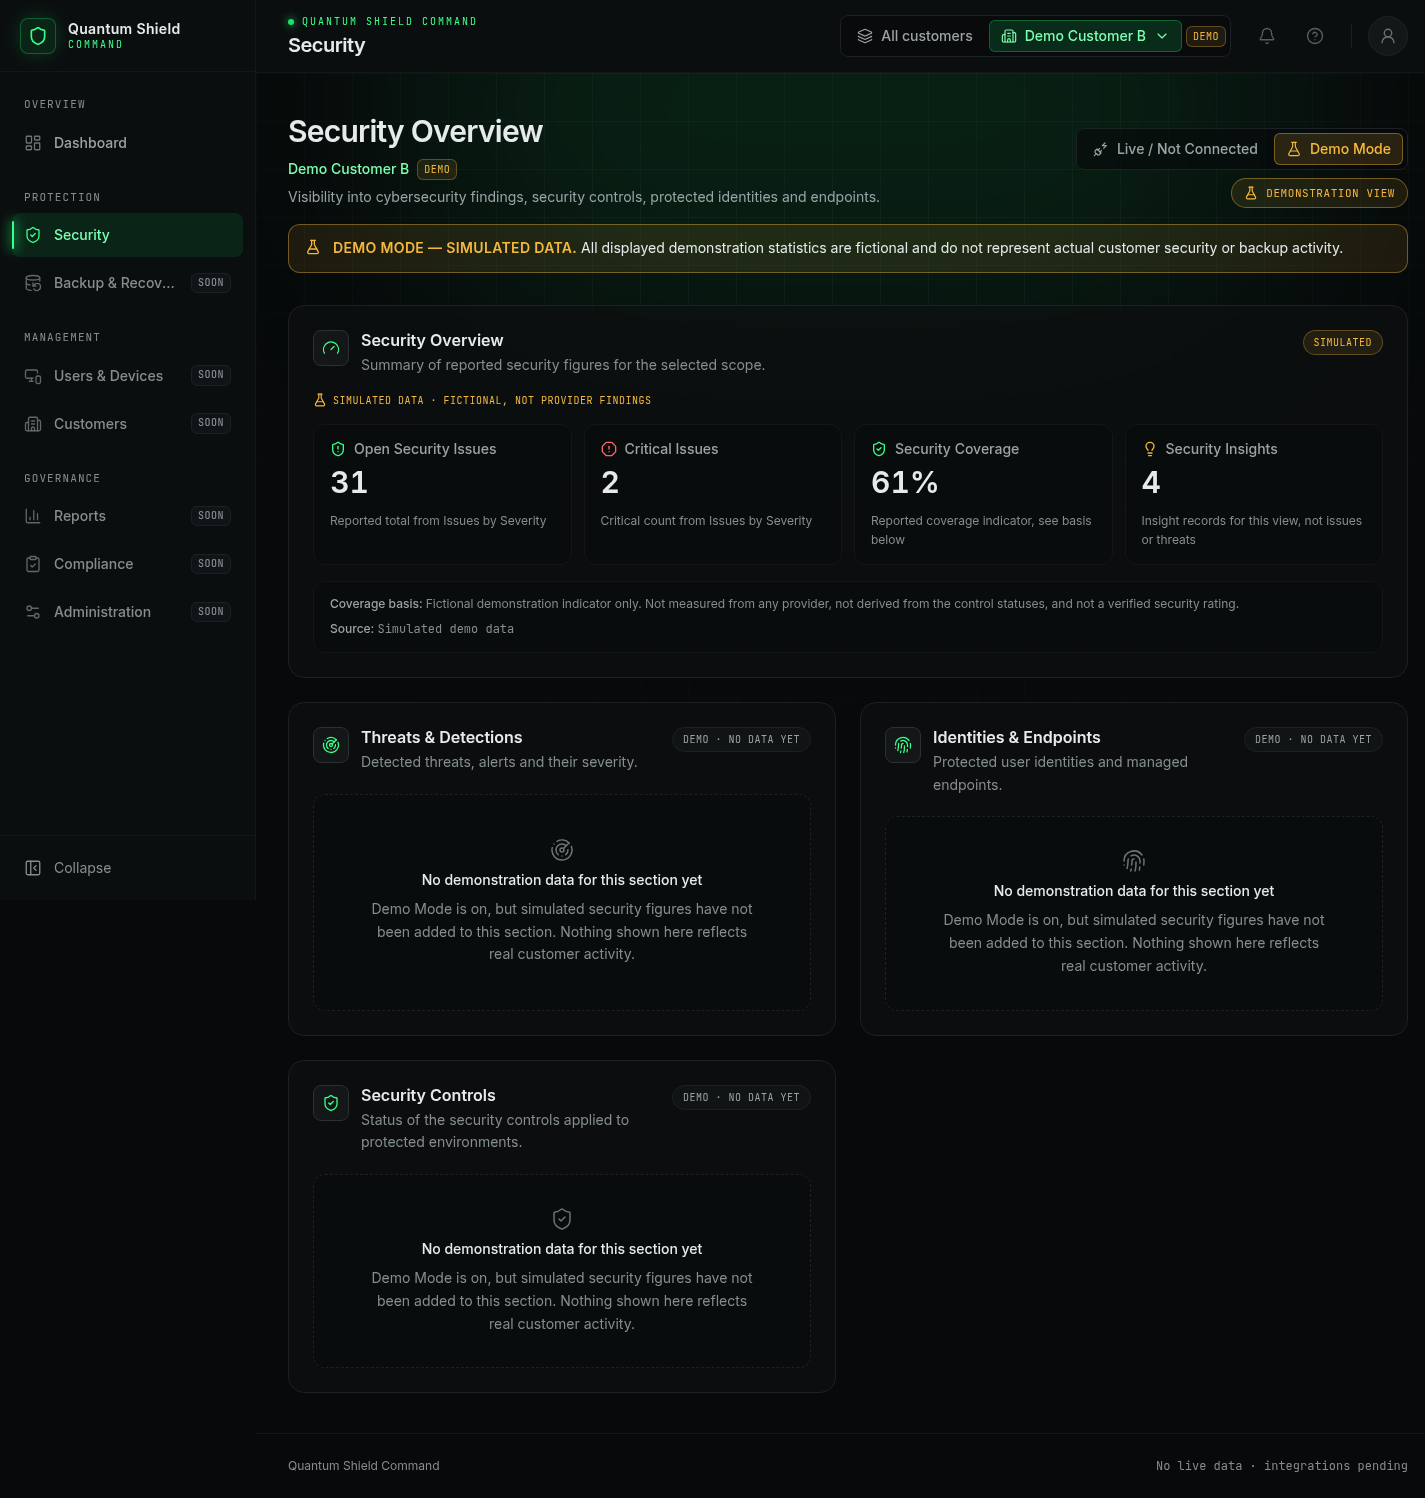 Quantum Shield
COMMAND
OVERVIEW
Dashboard
PROTECTION
Security
Backup & Recov...
SOON
MANAGEMENT
Users & Devices
SOON
Customers
SOON
GOVERNANCE
Reports
SOON
Compliance
SOON
Administration
SOON
Collapse
QUANTUM SHIELD COMMAND
Security
All customers
Demo Customer B
DEMO
Security Overview
Demo Customer B
DEMO
Visibility into cybersecurity findings, security controls, protected identities and endpoints.
Live / Not Connected
Demo Mode
DEMONSTRATION VIEW
DEMO MODE — SIMULATED DATA. All displayed demonstration statistics are fictional and do not represent actual customer security or backup activity.
Security Overview
Summary of reported security figures for the selected scope.
SIMULATED
SIMULATED DATA · FICTIONAL, NOT PROVIDER FINDINGS
Open Security Issues
31
Reported total from Issues by Severity
Critical Issues
2
Critical count from Issues by Severity
Security Coverage
61%
Reported coverage indicator, see basis
below
Security Insights
4
Insight records for this view, not issues
or threats
Coverage basis: Fictional demonstration indicator only. Not measured from any provider, not derived from the control statuses, and not a verified security rating.
Source: Simulated demo data
Threats & Detections
Detected threats, alerts and their severity.
DEMO · NO DATA YET
No demonstration data for this section yet
Demo Mode is on, but simulated security figures have not
been added to this section. Nothing shown here reflects
real customer activity.
Identities & Endpoints
Protected user identities and managed
endpoints.
DEMO · NO DATA YET
No demonstration data for this section yet
Demo Mode is on, but simulated security figures have not
been added to this section. Nothing shown here reflects
real customer activity.
Security Controls
Status of the security controls applied to
protected environments.
DEMO · NO DATA YET
No demonstration data for this section yet
Demo Mode is on, but simulated security figures have not
been added to this section. Nothing shown here reflects
real customer activity.
Quantum Shield Command
No live data · integrations pending